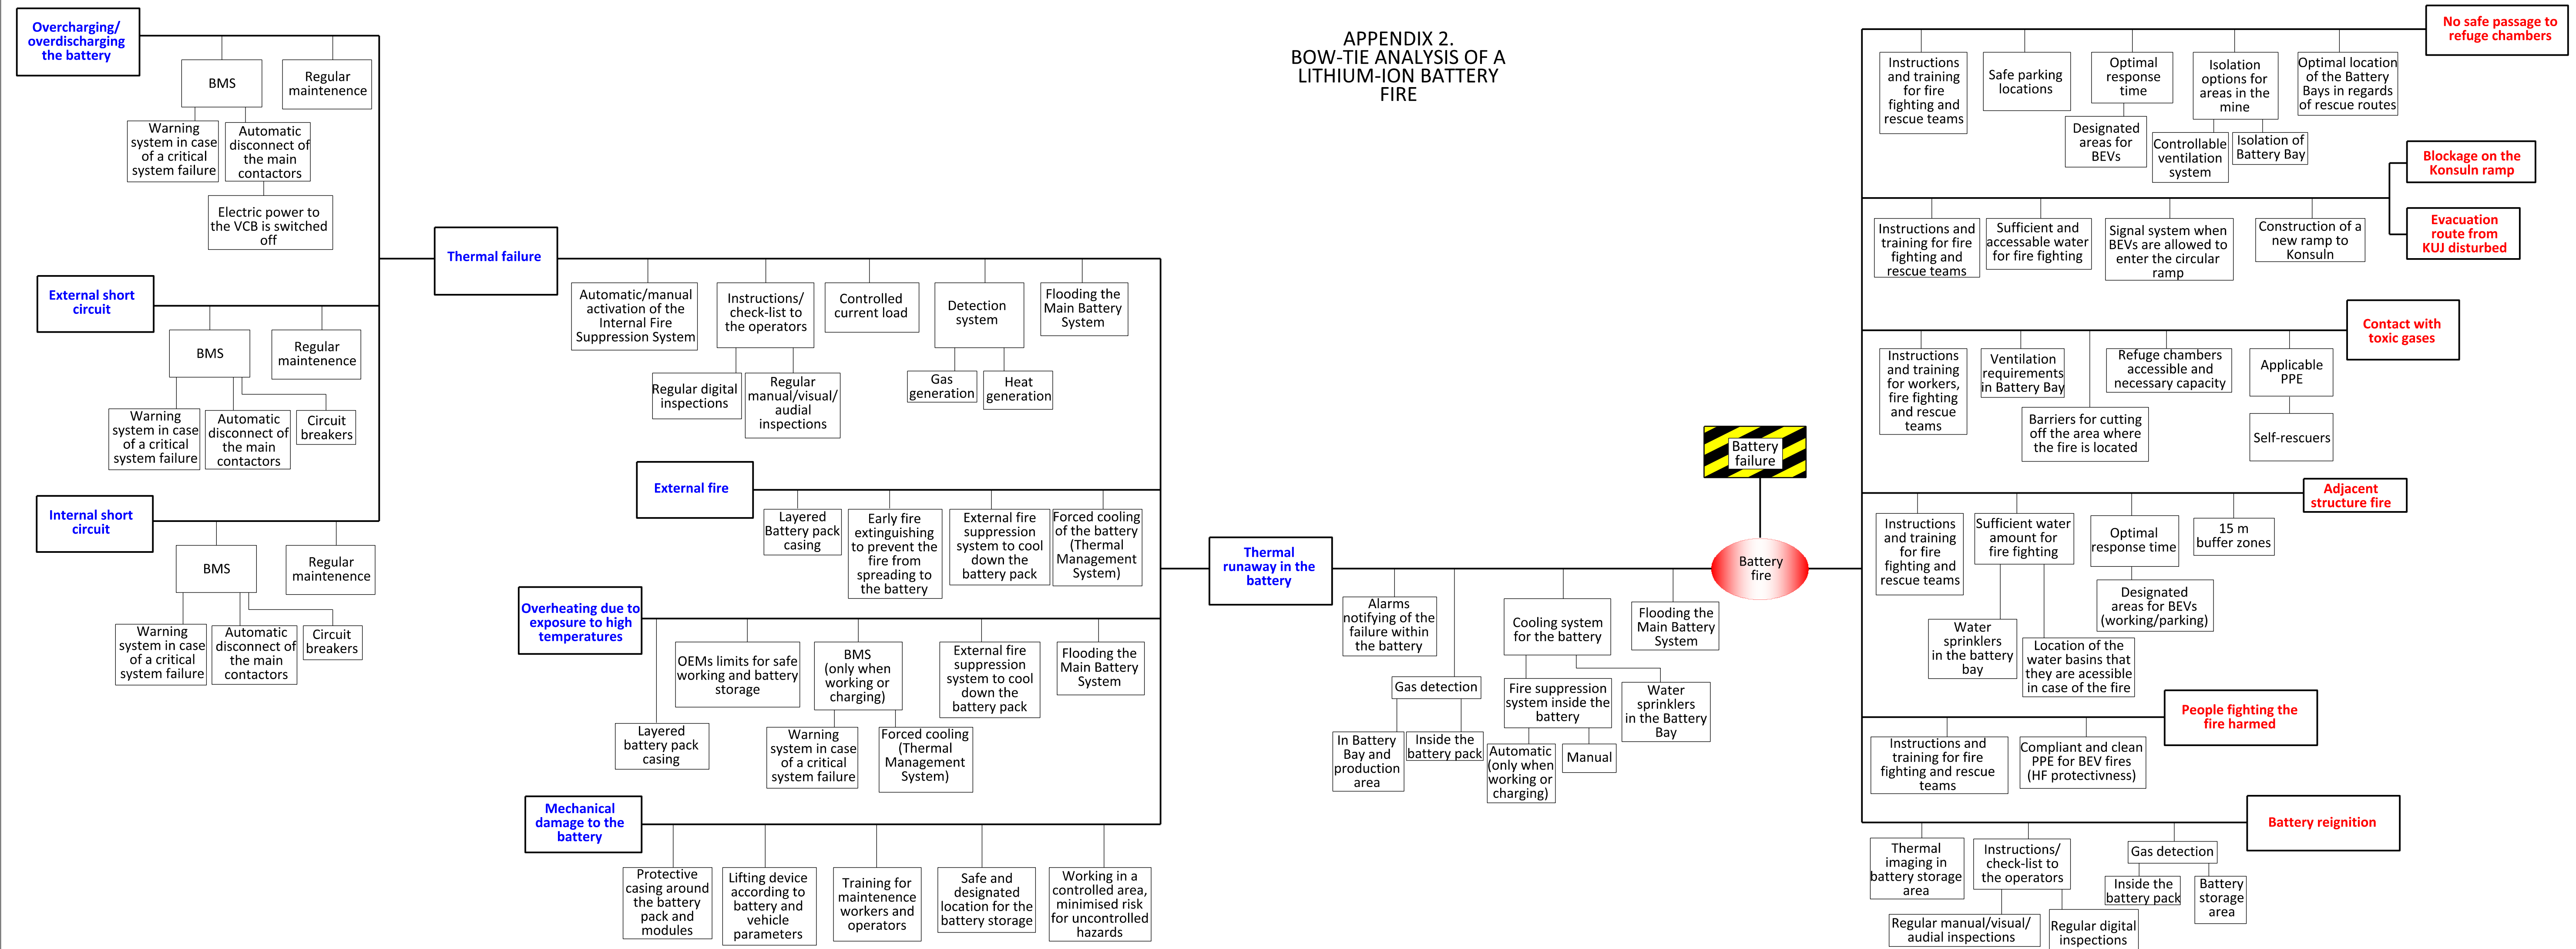 APPENDIX 2.
BOW-TIE ANALYSIS OF A
LITHIUM-ION BATTERY
FIRE
Overcharging/
overdischarging
the battery
BMS
Regular
maintenence
Warning
system in case
of a critical
system failure
Automatic
disconnect of
the main
contactors
Electric power to
the VCB is switched
off
External short
circuit
BMS
Regular
maintenence
Warning
system in case
of a critical
system failure
Automatic
disconnect of
the main
contactors
Circuit
breakers
Internal short
circuit
BMS
Regular
maintenence
Warning
system in case
of a critical
system failure
Automatic
disconnect of
the main
contactors
Circuit
breakers
Thermal failure
Automatic/manual
activation of the
Internal Fire
Suppression System
Instructions/
check-list to
the operators
Controlled
current load
Detection
system
Flooding the
Main Battery
System
Regular digital
inspections
Regular
manual/visual/
audial
inspections
Gas
generation
Heat
generation
External fire
Layered
Battery pack
casing
Early fire
extinguishing
to prevent the
fire from
spreading to
the battery
External fire
suppression
system to cool
down the
battery pack
Forced cooling
of the battery
(Thermal
Management
System)
Overheating due to
exposure to high
temperatures
Layered
battery pack
casing
OEMs limits for safe
working and battery
storage
BMS
(only when
working or
charging)
External fire
suppression
system to cool
down the
battery pack
Flooding the
Main Battery
System
Warning
system in case
of a critical
system failure
Forced cooling
(Thermal
Management
System)
Mechanical
damage to the
battery
Protective
casing around
the battery
pack and
modules
Lifting device
according to
battery and
vehicle
parameters
Training for
maintenence
workers and
operators
Safe and
designated
location for the
battery storage
Working in a
controlled area,
minimised risk
for uncontrolled
hazards
Thermal
runaway in the
battery
Alarms
notifying of the
failure within
the battery
Gas detection
In Battery
Bay and
production
area
Inside the
battery pack
Cooling system
for the battery
Fire suppression
system inside the
battery
Automatic
(only when
working or
charging)
Manual
Water
sprinklers
in the Battery
Bay
Flooding the
Main Battery
System
Battery
failure
Battery
fire
No safe passage to
refuge chambers
Instructions
and training
for fire
fighting and
rescue teams
Safe parking
locations
Optimal
response
time
Designated
areas for
BEVs
Isolation
options for
areas in the
mine
Controllable
ventilation
system
Isolation of
Battery Bay
Optimal location
of the Battery
Bays in regards
of rescue routes
Blockage on the
Konsuln ramp
Evacuation
route from
KUJ disturbed
Instructions and
training for fire
fighting and
rescue teams
Sufficient and
accessable water
for fire fighting
Signal system when
BEVs are allowed to
enter the circular
ramp
Construction of a
new ramp to
Konsuln
Contact with
toxic gases
Instructions
and training
for workers,
fire fighting
and rescue
teams
Ventilation
requirements
in Battery Bay
Barriers for cutting
off the area where
the fire is located
Refuge chambers
accessible and
necessary capacity
Applicable
PPE
Self-rescuers
Adjacent
structure fire
Instructions
and training
for fire
fighting and
rescue teams
Sufficient water
amount for
fire fighting
Water
sprinklers
in the battery
bay
Location of the
water basins that
they are acessible
in case of the fire
Optimal
response time
Designated
areas for BEVs
(working/parking)
15 m
buffer zones
People fighting the
fire harmed
Instructions and
training for fire
fighting and rescue
teams
Compliant and clean
PPE for BEV fires
(HF protectivness)
Battery reignition
Thermal
imaging in
battery storage
area
Instructions/
check-list to
the operators
Regular manual/visual/
audial inspections
Regular digital
inspections
Gas detection
Inside the
battery pack
Battery
storage
area